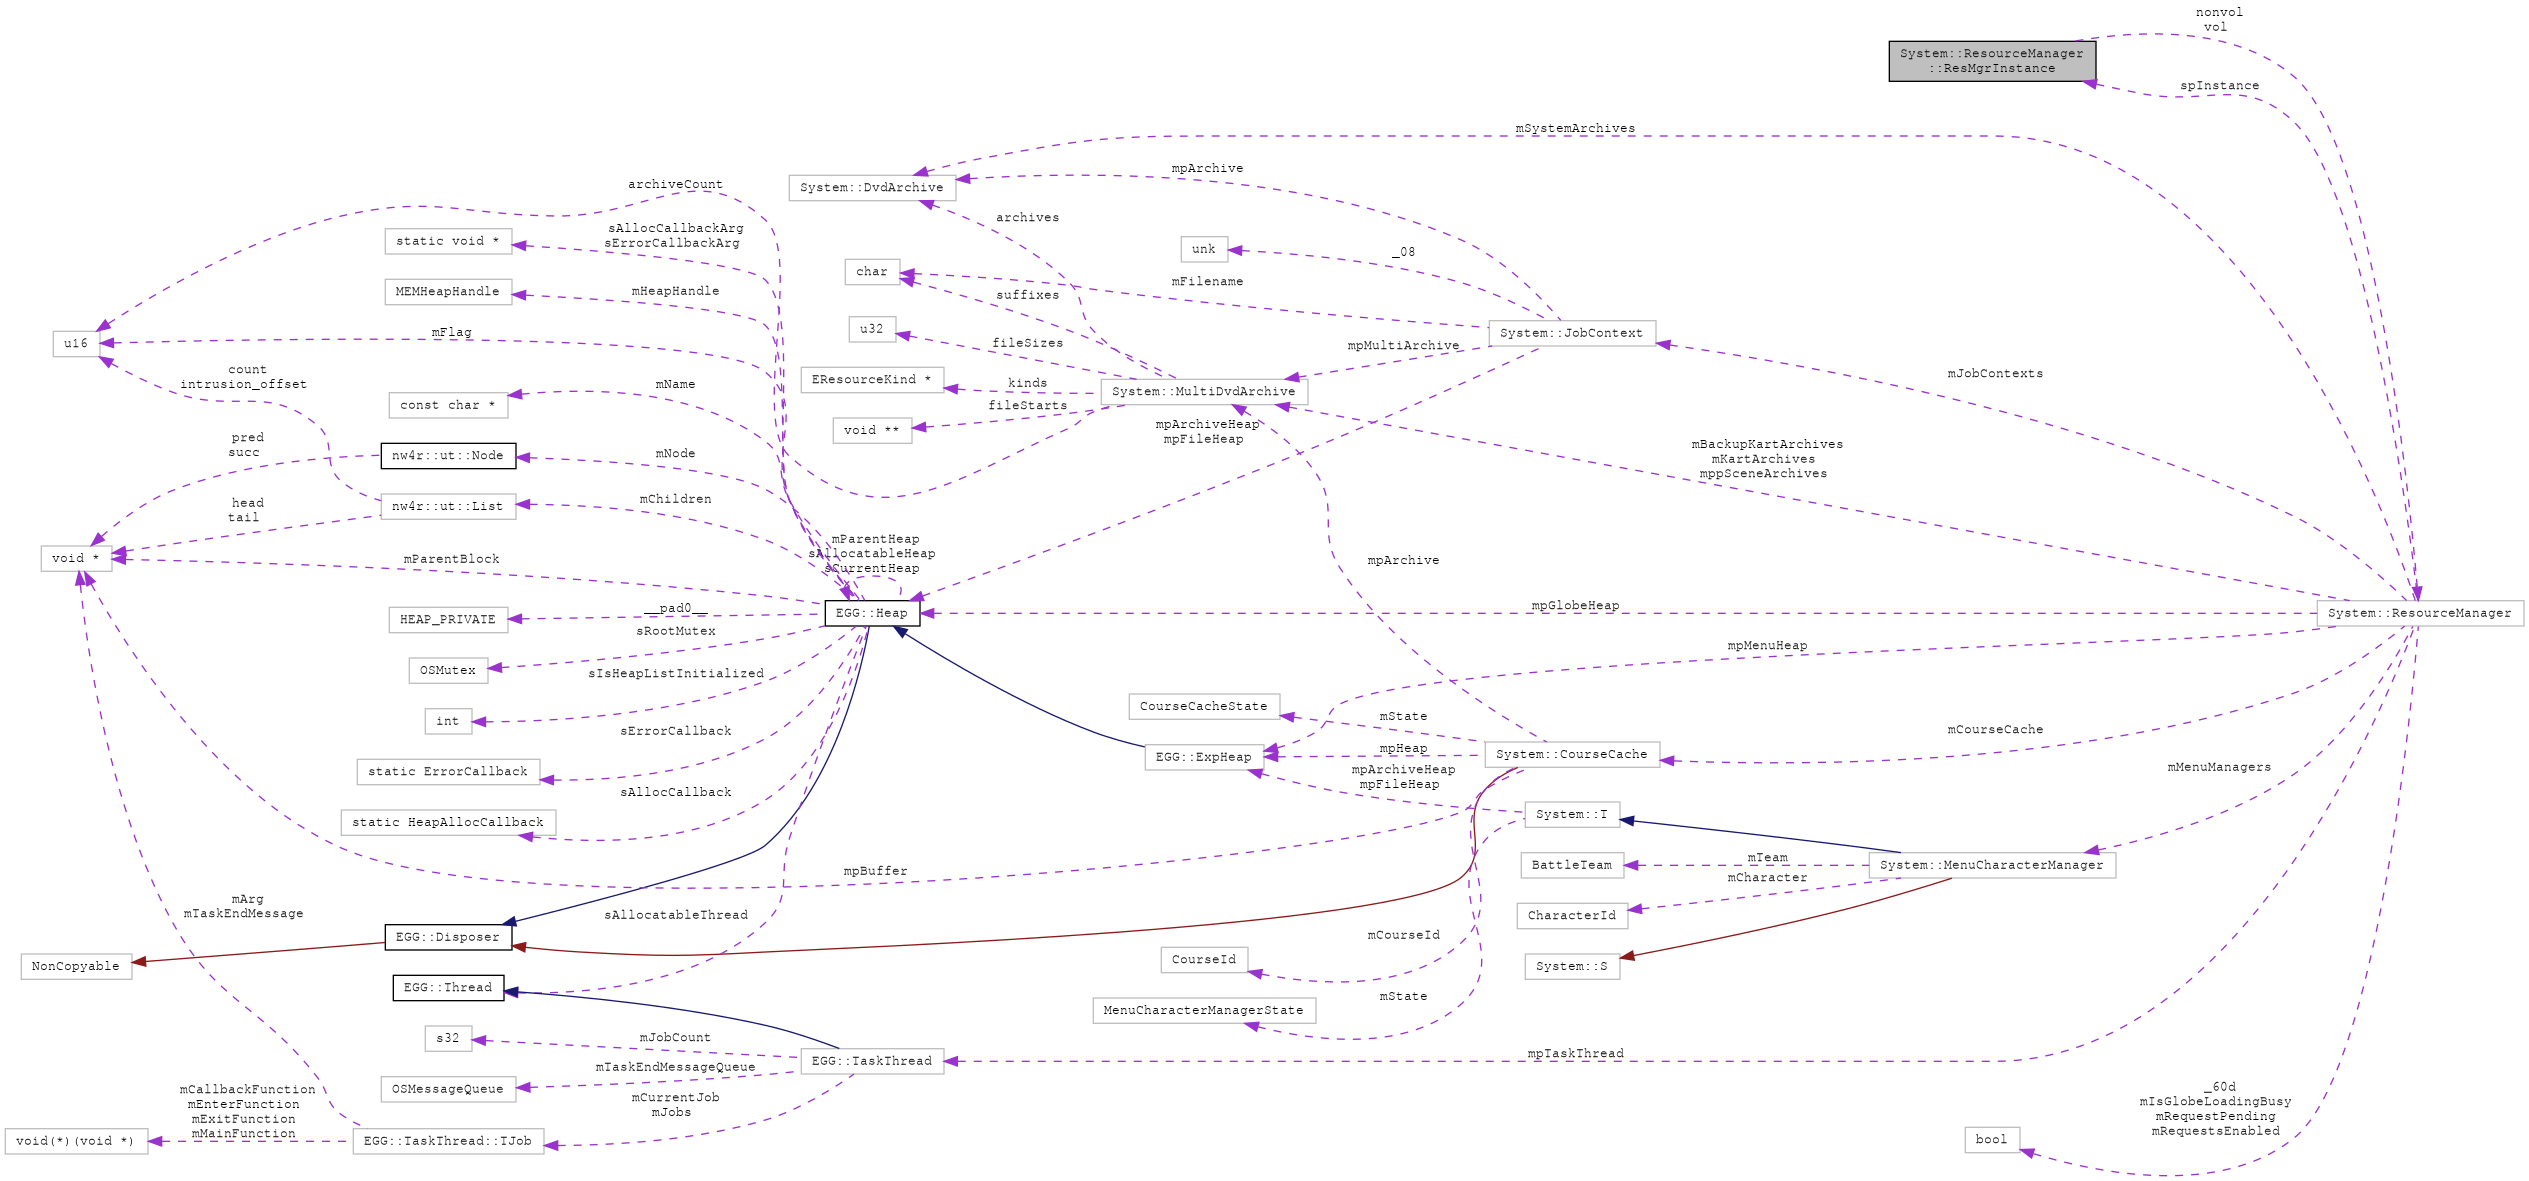 nonvol
vol
System::ResourceManager
::ResMgrInstance
spInstance
mSystemArchives
mpArchive
archiveCount
System::DvdArchive
archives
sAllocCallbackArg
sErrorCallbackArg
static void *
unk
_08
char
mFilename
MEMHeapHandle
mHeapHandle
suffixes
u32
System::JobContext
u16
mFlag
fileSizes
mpMultiArchive
count
intrusion_offset
mName
EResourceKind *
kinds
System::MultiDvdArchive
mJobContexts
const char *
fileStarts
void **
mpArchiveHeap
mpFileHeap
pred
succ
nw4r::ut::Node
mNode
mBackupKartArchives
mKartArchives
mppSceneArchives
head
tail
nw4r::ut::List
mChildren
void *
mParentBlock
mParentHeap
sAllocatableHeap
sCurrentHeap
mpArchive
HEAP_PRIVATE
__pad0__
EGG::Heap
mpGlobeHeap
System::ResourceManager
sRootMutex
OSMutex
sIsHeapListInitialized
mpMenuHeap
int
CourseCacheState
mState
sErrorCallback
EGG::ExpHeap
mpHeap
System::CourseCache
mCourseCache
static ErrorCallback
mpArchiveHeap
mpFileHeap
mMenuManagers
sAllocCallback
static HeapAllocCallback
System::T
mpBuffer
BattleTeam
mTeam
System::MenuCharacterManager
mCharacter
mArg
mTaskEndMessage
sAllocatableThread
CharacterId
EGG::Disposer
mCourseId
NonCopyable
CourseId
System::S
EGG::Thread
mState
MenuCharacterManagerState
s32
mJobCount
EGG::TaskThread
mpTaskThread
mTaskEndMessageQueue
OSMessageQueue
mCurrentJob
mJobs
mCallbackFunction
mEnterFunction
mExitFunction
mMainFunction
void(*)(void *)
EGG::TaskThread::TJob
_60d
mIsGlobeLoadingBusy
mRequestPending
mRequestsEnabled
bool